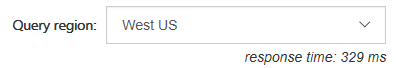 Query region: West US
response time: 329 ms